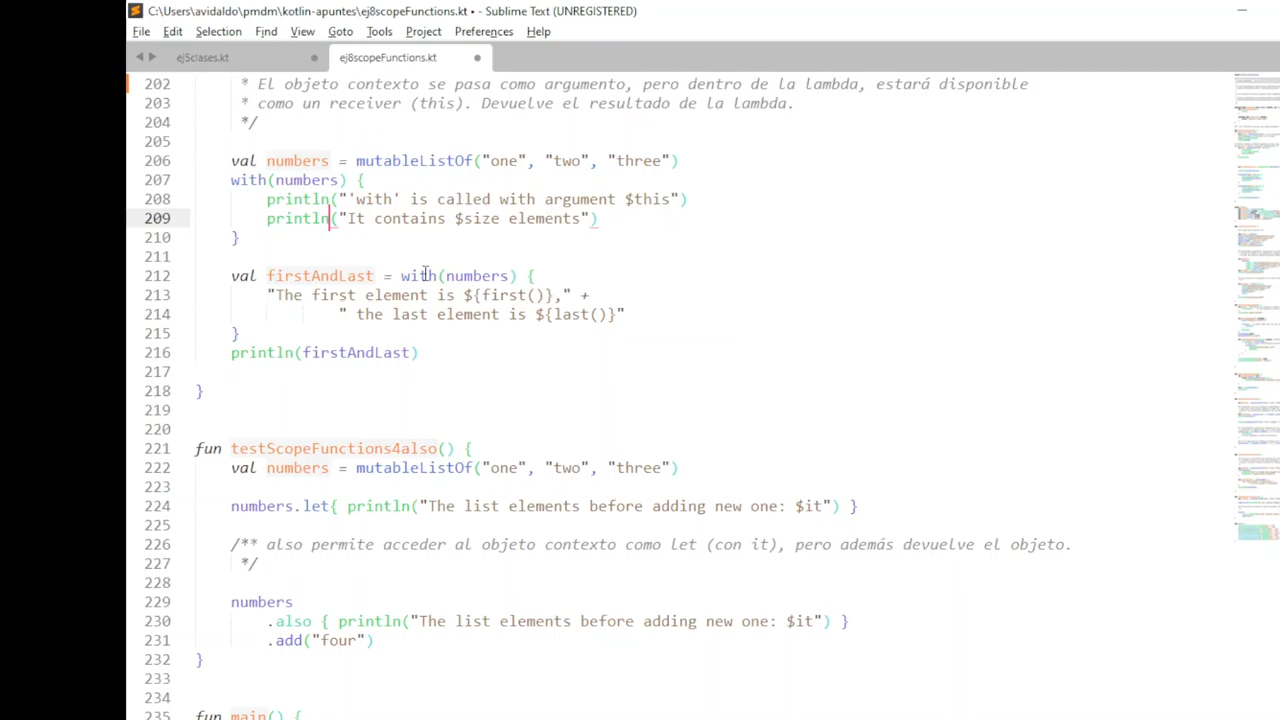 C:\Users\avidaldo\pmdm\kotlin-apuntes\ej8scopeFunctions.kt • - Sublime Text (UNREGISTERED)
File Edit Selection Find View Goto Tools Project Preferences Help
ej5clases.kt ej8scopeFunctions.kt
202 * El objeto contexto se pasa como argumento, pero dentro de la lambda, estará disponible
203 * como un receiver (this). Devuelve el resultado de la lambda.
204 */
205
206 val numbers = mutableListOf("one", "two", "three")
207 with(numbers) {
208 println("'with' is called with argument $this")
209 println("It contains $size elements")
210 }
211
212 val firstAndLast = with(numbers) {
213 "The first element is ${first()}," +
214 " the last element is ${last()}"
215 }
216 println(firstAndLast)
217
218 }
219
220
221 fun testScopeFunctions4also() {
222 val numbers = mutableListOf("one", "two", "three")
223
224 numbers.let{ println("The list elements before adding new one: $it") }
225
226 /** also permite acceder al objeto contexto como let (con it), pero además devuelve el objeto.
227 */
228
229 numbers
230 .also { println("The list elements before adding new one: $it") }
231 .add("four")
232 }
233
234
235 fun main() {